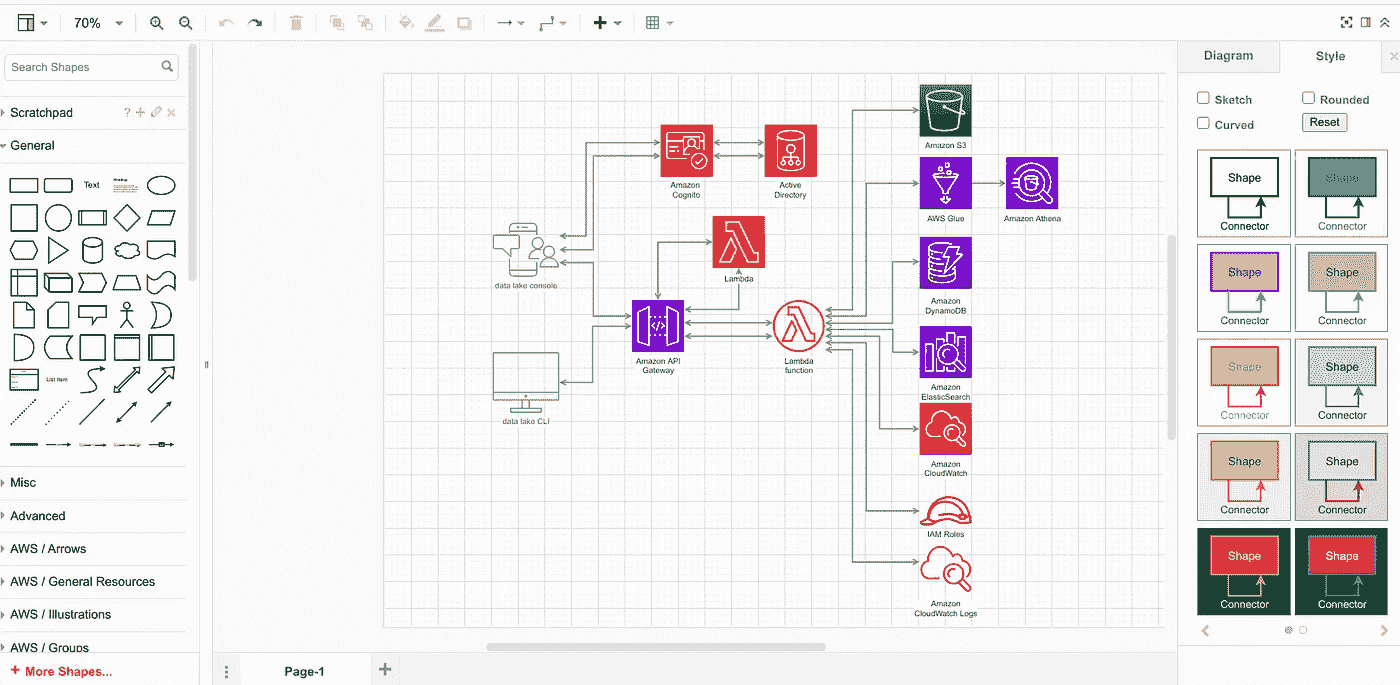 70%
Search Shapes
Scratchpad
?
General
Text
Heading
List Item
Misc
Advanced
AWS / Arrows
AWS / General Resources
AWS / Illustrations
AWS / Groups
+ More Shapes...
Amazon
Cognito
Active
Directory
Lambda
data lake console
Amazon API
Gateway
Lambda
function
data lake CLI
Amazon S3
AWS Glue
Amazon Athena
Amazon
DynamoDB
Amazon
ElasticSearch
Amazon
CloudWatch
IAM Roles
Amazon
CloudWatch Logs
Page-1
Diagram
Style
Sketch
Rounded
Curved
Reset
Shape
Connector
Shape
Connector
Shape
Connector
Shape
Connector
Shape
Connector
Shape
Connector
Shape
Connector
Shape
Connector
Shape
Connector
Shape
Connector